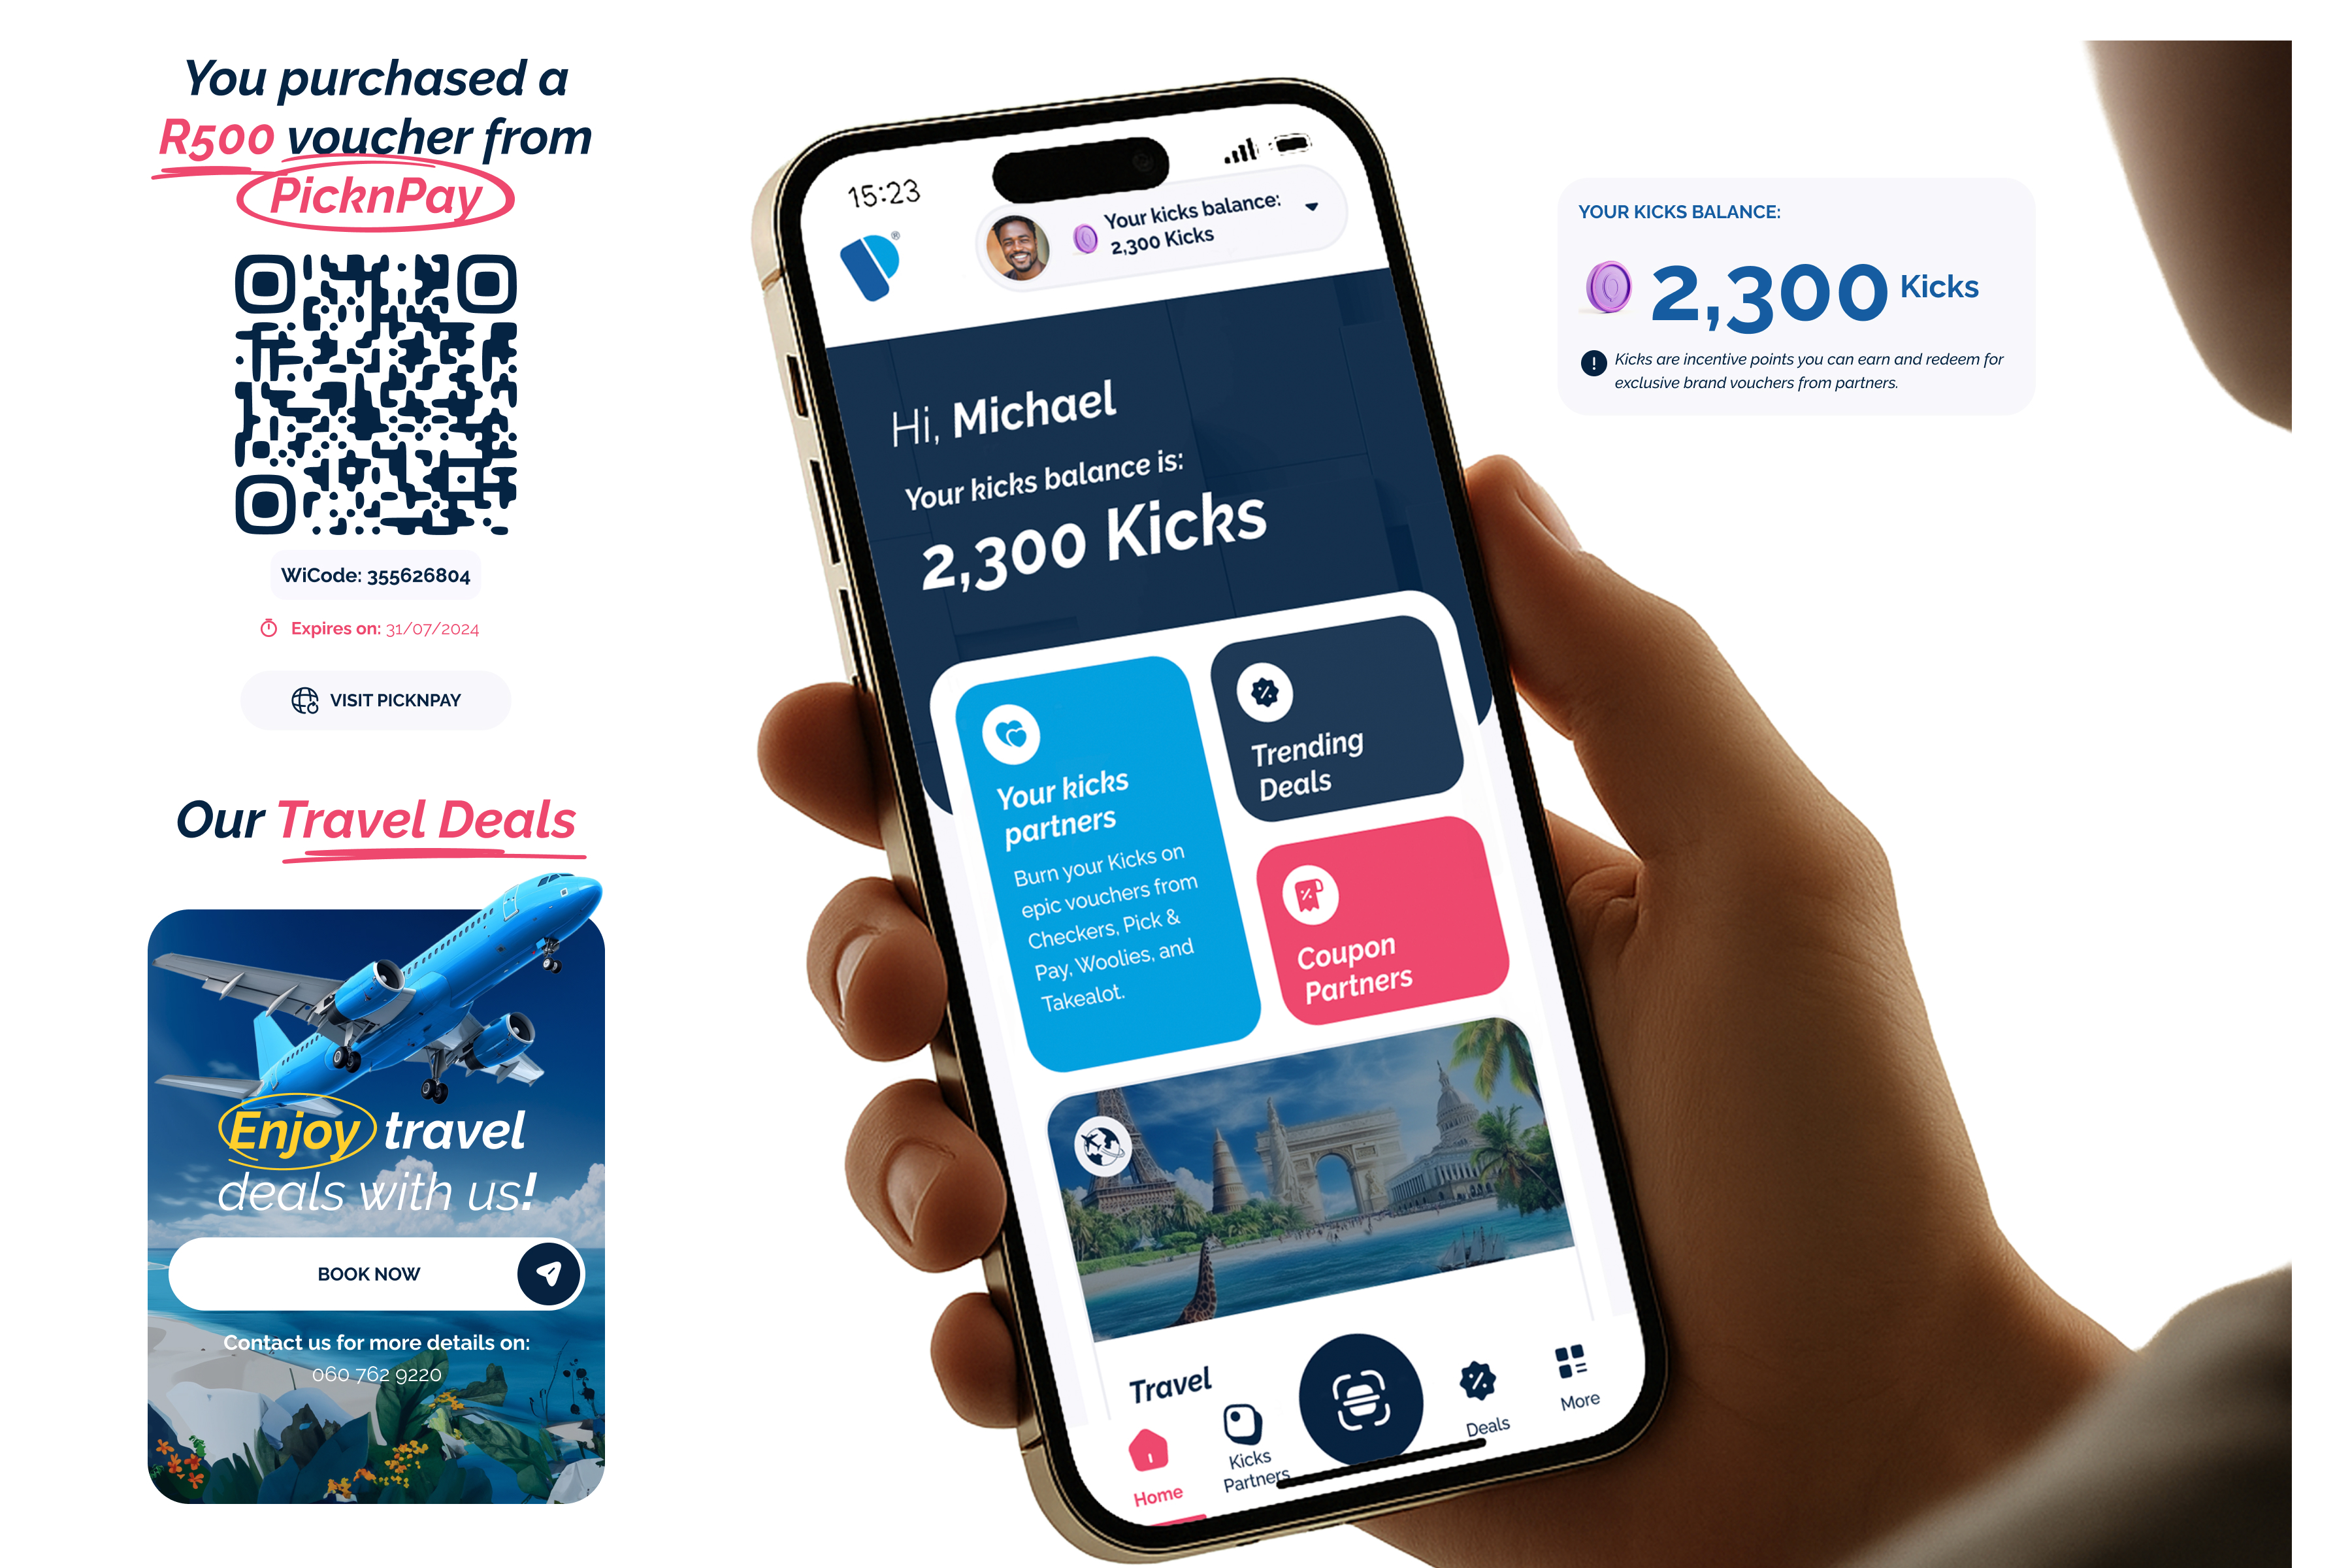 You purchased a
R500 voucher from
PicknPay
WiCode: 355626804
Expires on: 31/07/2024
VISIT PICKNPAY
Our Travel Deals
Enjoy travel
deals with us!
BOOK NOW
Contact us for more details on:
060 762 9220
15:23
®
Your kicks balance:
2,300 Kicks
Hi, Michael
Your kicks balance is:
2,300 Kicks
Your kicks
partners
Burn your Kicks on
epic vouchers from
Checkers, Pick &
Pay, Woolies, and
Takealot.
Trending
Deals
Coupon
Partners
Travel
Home
Kicks
Partners
Deals
More
YOUR KICKS BALANCE:
2,300 Kicks
Kicks are incentive points you can earn and redeem for
exclusive brand vouchers from partners.